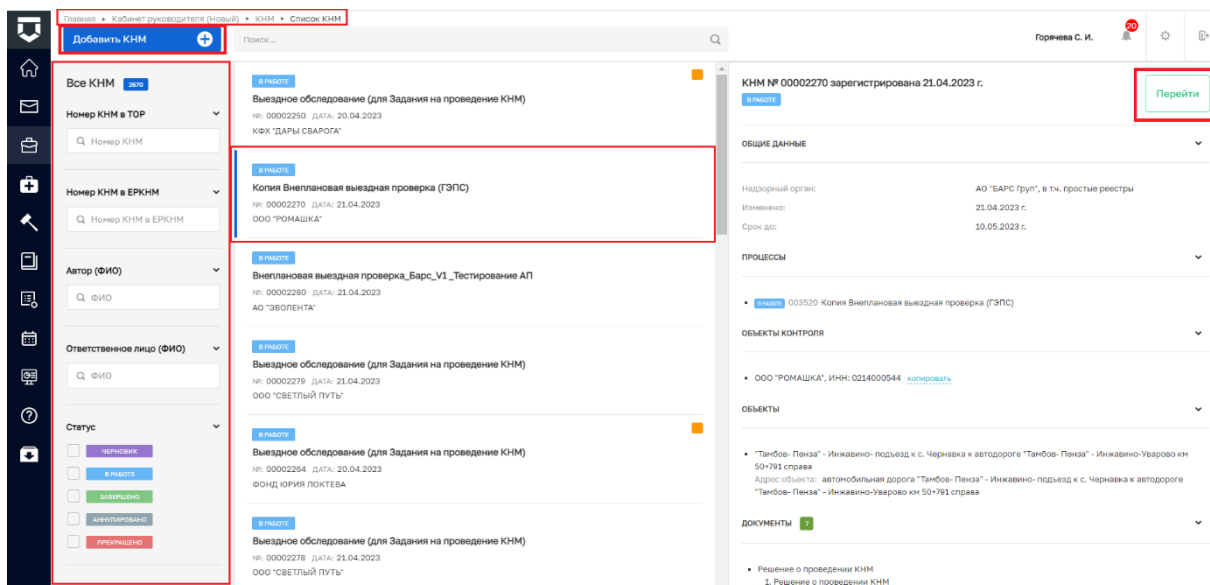 Главная ▸ Кабинет руководителя (Новый) ▸ КНМ ▸ Список КНМ
Добавить КНМ
Поиск...
Горячева С. И.
20
Все КНМ 2670
Номер КНМ в ТОР
Номер КНМ
Номер КНМ в ЕРКНМ
Номер КНМ в ЕРКНМ
Автор (ФИО)
ФИО
Ответственное лицо (ФИО)
ФИО
Статус
ЧЕРНОВИК
В РАБОТЕ
ЗАВЕРШЕНО
АННУЛИРОВАНО
ПРЕКРАЩЕНО
В РАБОТЕ
Выездное обследование (для Задания на проведение КНМ)
№: 00002250 ДАТА: 20.04.2023
КФХ "ДАРЫ СВАРОГА"
В РАБОТЕ
Копия Внеплановая выездная проверка (ГЭПС)
№: 00002270 ДАТА: 21.04.2023
ООО "РОМАШКА"
В РАБОТЕ
Внеплановая выездная проверка_Барс_V1_Тестирование АП
№: 00002280 ДАТА: 21.04.2023
АО "ЭВОЛЕНТА"
В РАБОТЕ
Выездное обследование (для Задания на проведение КНМ)
№: 00002279 ДАТА: 21.04.2023
ООО "СВЕТЛЫЙ ПУТЬ"
В РАБОТЕ
Выездное обследование (для Задания на проведение КНМ)
№: 00002264 ДАТА: 20.04.2023
ФОНД ЮРИЯ ЛОКТЕВА
В РАБОТЕ
Выездное обследование (для Задания на проведение КНМ)
№: 00002278 ДАТА: 21.04.2023
ООО "СВЕТЛЫЙ ПУТЬ"
КНМ № 00002270 зарегистрирована 21.04.2023 г.
В РАБОТЕ
Перейти
ОБЩИЕ ДАННЫЕ
Надзорный орган: АО "БАРС Груп", в т.ч. простые реестры
Изменено: 21.04.2023 г.
Срок до: 10.05.2023 г.
ПРОЦЕССЫ
• В РАБОТЕ 003520 Копия Внеплановая выездная проверка (ГЭПС)
ОБЪЕКТЫ КОНТРОЛЯ
• ООО "РОМАШКА", ИНН: 0214000544 копировать
ОБЪЕКТЫ
• "Тамбов- Пенза" - Инжавино- подъезд к с. Чернавка к автодороге "Тамбов- Пенза" - Инжавино-Уварово км
50+791 справа
Адрес объекта: автомобильная дорога "Тамбов- Пенза" - Инжавино- подъезд к с. Чернавка к автодороге
"Тамбов- Пенза" - Инжавино-Уварово км 50+791 справа
ДОКУМЕНТЫ 7
• Решение о проведении КНМ
1. Решение о проведении КНМ